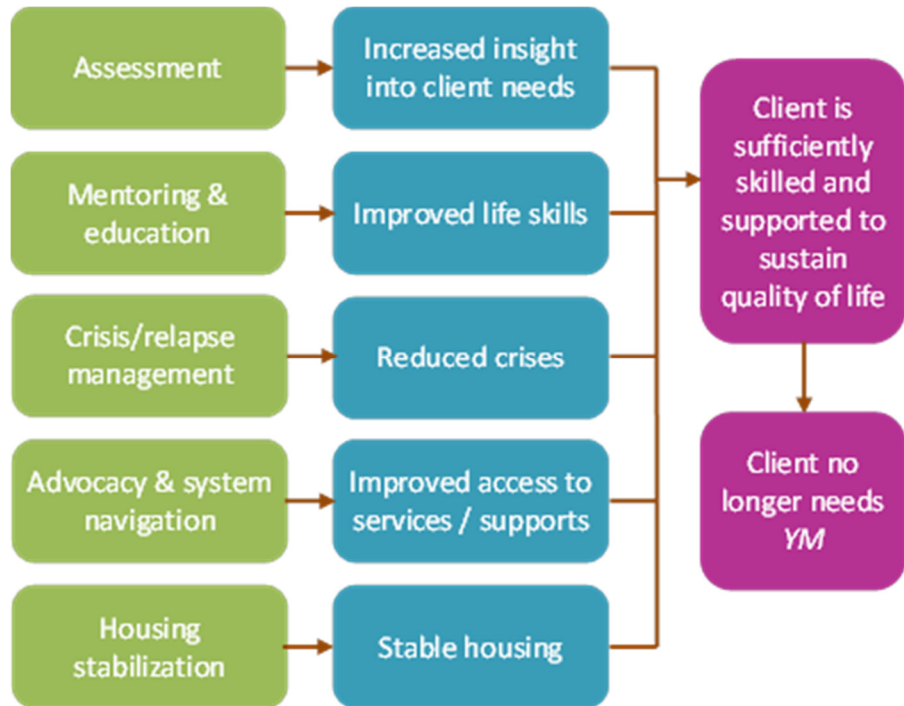 Assessment
Increased insight
into client needs
Mentoring &
education
Improved life skills
Crisis/relapse
management
Reduced crises
Advocacy & system
navigation
Improved access to
services / supports
Housing
stabilization
Stable housing
Client is
sufficiently
skilled and
supported to
sustain
quality of life
Client no
longer needs
YM